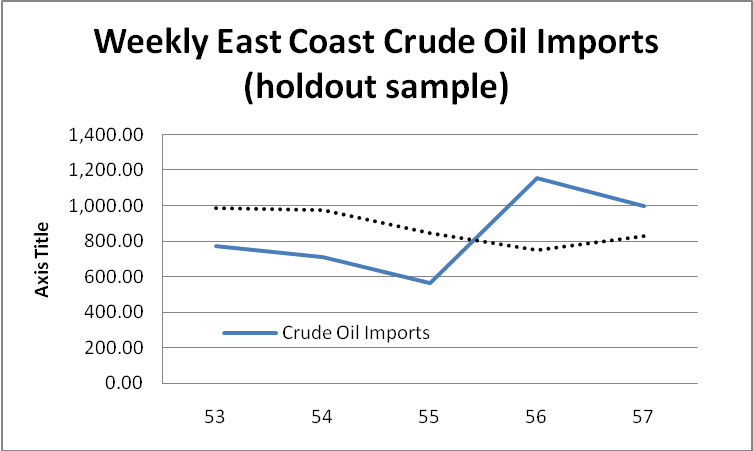 Weekly East Coast Crude Oil Imports
(holdout sample)
1,400.00
1,200.00
1,000.00
800.00
600.00
400.00
200.00
0.00
Axis Title
Crude Oil Imports
53 54 55 56 57